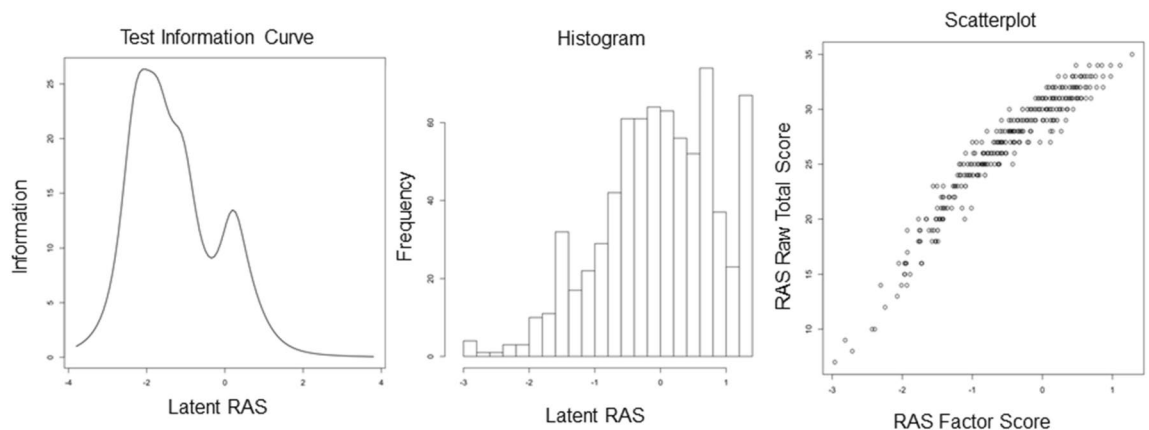 Test Information Curve
Information
25
20
15
10
5
0
-4 -2 0 2 4
Latent RAS
Histogram
Frequency
60
40
20
0
-3 -2 -1 0 1
Latent RAS
Scatterplot
RAS Raw Total Score
35
30
25
20
15
10
-3 -2 -1 0 1
RAS Factor Score